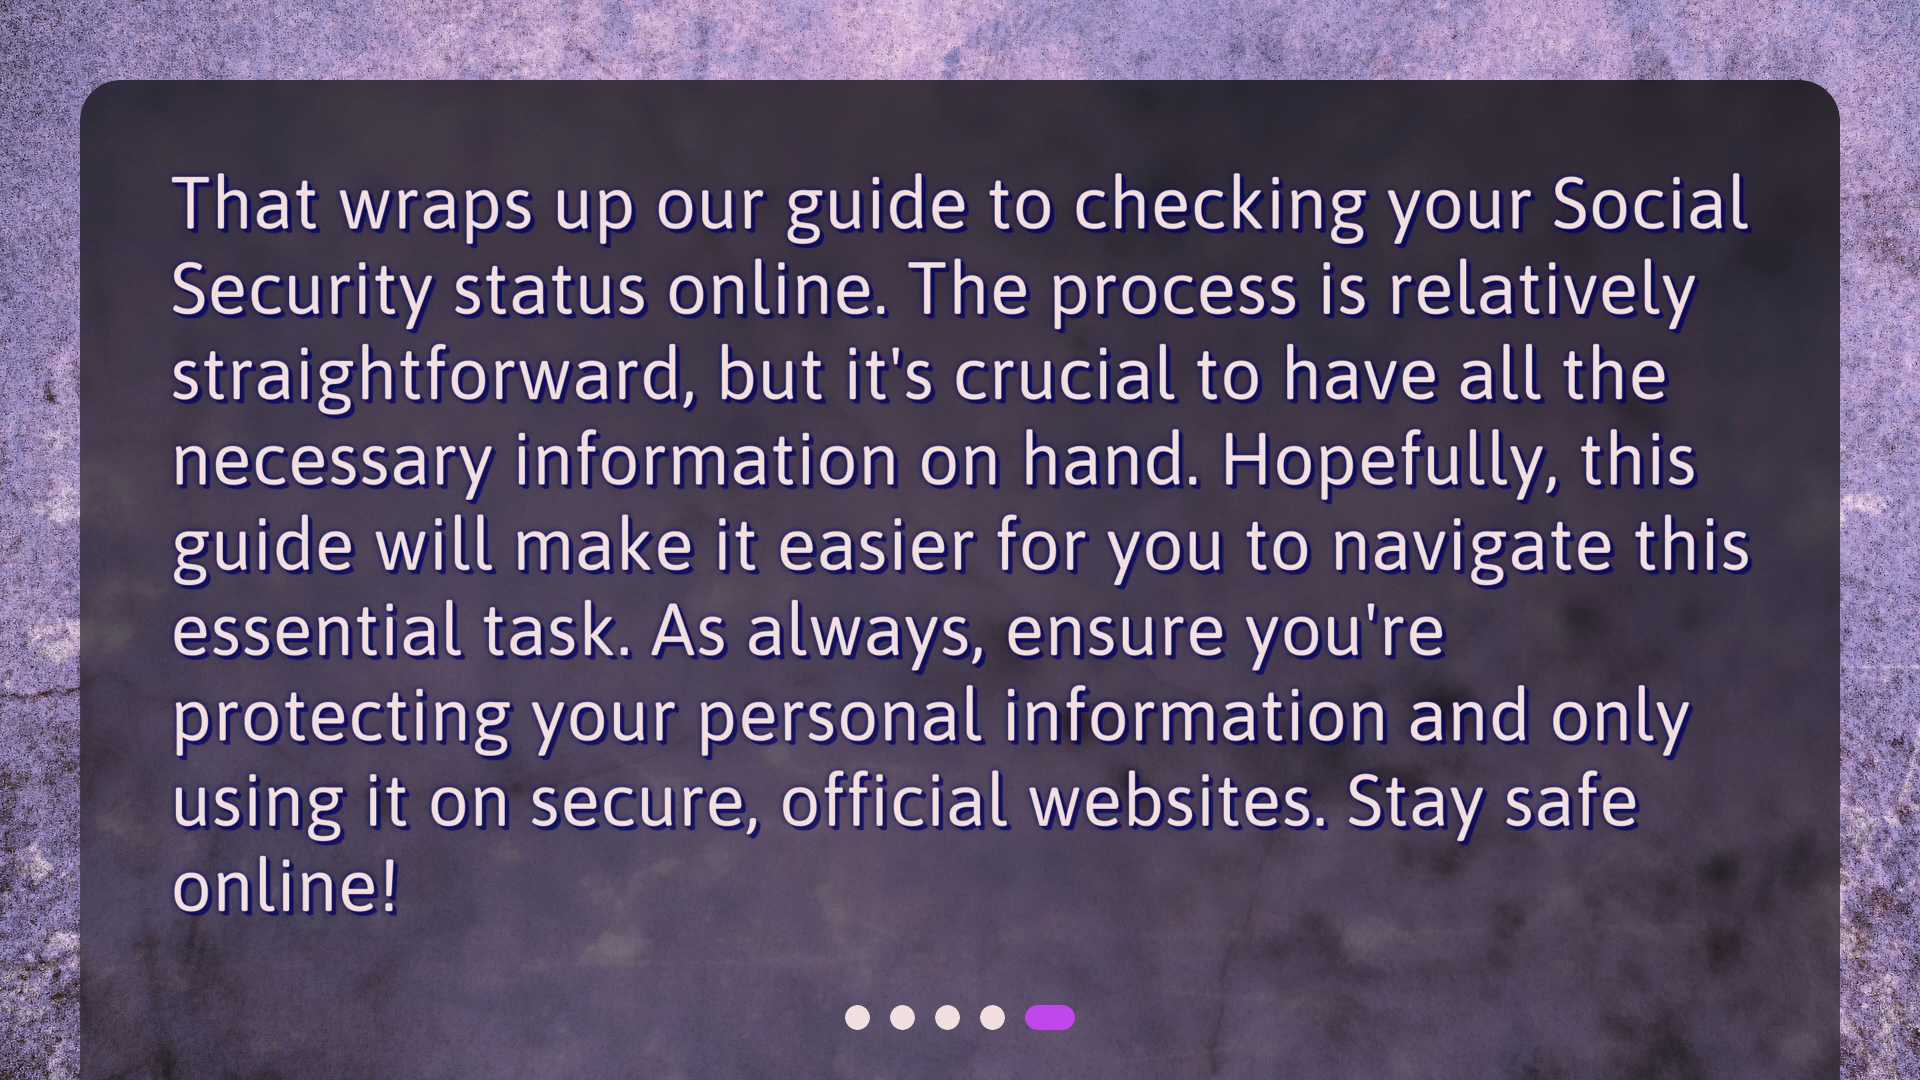 That wraps up our guide to checking your Social
Security status online. The process is relatively
straightforward, but it's crucial to have all the
necessary information on hand. Hopefully, this
guide will make it easier for you to navigate this
essential task. As always, ensure you're
protecting your personal information and only
using it on secure, official websites. Stay safe
online!